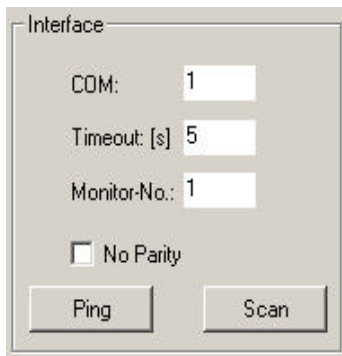 Interface
COM: 1
Timeout: [s] 5
Monitor-No.: 1
No Parity
Ping Scan